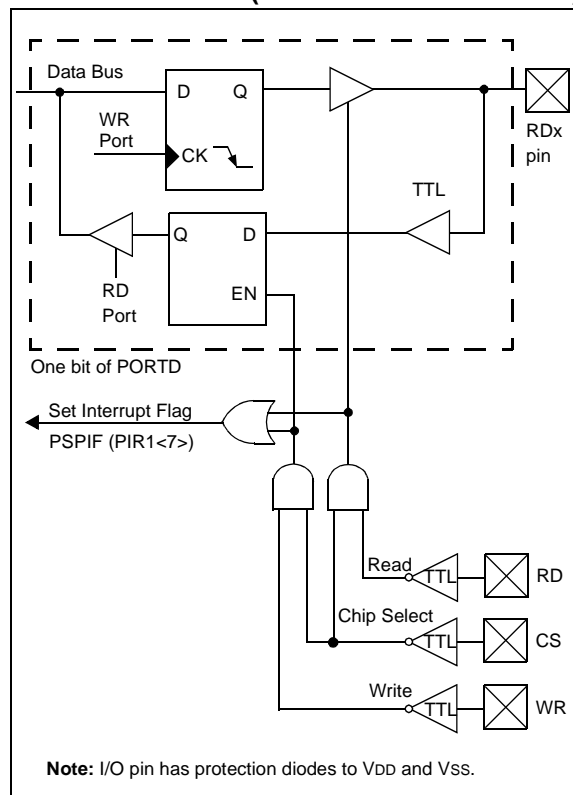 (
Data Bus
D Q
WR
Port
CK
RDx
pin
TTL
Q D
EN
RD
Port
One bit of PORTD
Set Interrupt Flag
PSPIF (PIR1<7>)
Read
TTL
RD
Chip Select
TTL
CS
Write
TTL
WR
Note: I/O pin has protection diodes to VDD and VSS.